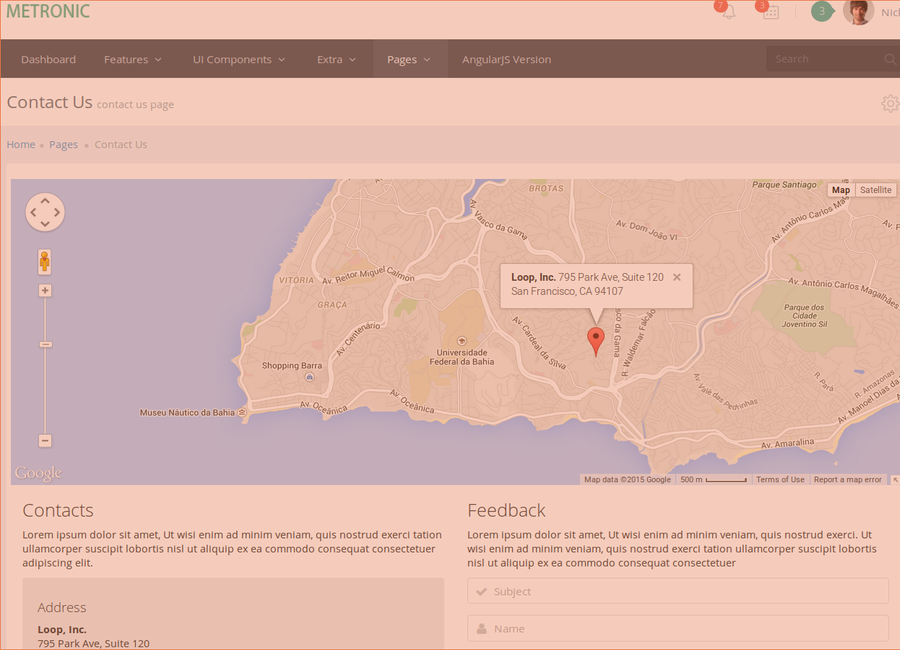 METRONIC
7
3
3
Nick
Dashboard
Features
UI Components
Extra
Pages
AngularJS Version
Search
Contact Us contact us page
Home
Pages
Contact Us
BROTAS
Parque Santiago
Map
Satellite
Av. Vasco da Gama
Av. Dom João VI
Av. Antônio Carlos
VITÓRIA
Av. Reitor Miguel Calmon
Loop, Inc. 795 Park Ave, Suite 120
San Francisco, CA 94107
Av. Antônio Carlos Magalhães
GRAÇA
Parque dos
Cidade
Joventino Sil
Av. Centenário
Av. Cardeal da Silva
sco da Gama
R. Waldemar Falcão
Universidade
Federal da Bahia
Shopping Barra
R. Pará
R. Amazonas
Av. Vale das Pedrinhas
Av. Manoel Dias da
Museu Náutico da Bahia
Av. Oceânica
Av. Oceânica
Av. Amaralina
Google
Map data ©2015 Google
500 m
Terms of Use
Report a map error
Contacts
Lorem ipsum dolor sit amet, Ut wisi enim ad minim veniam, quis nostrud exerci tation
ullamcorper suscipit lobortis nisl ut aliquip ex ea commodo consequat consectetuer
adipiscing elit.
Address
Loop, Inc.
795 Park Ave, Suite 120
Feedback
Lorem ipsum dolor sit amet, Ut wisi enim ad minim veniam, quis nostrud exerci. Ut
wisi enim ad minim veniam, quis nostrud exerci tation ullamcorper suscipit lobortis
nisl ut aliquip ex ea commodo consequat consectetuer
Subject
Name